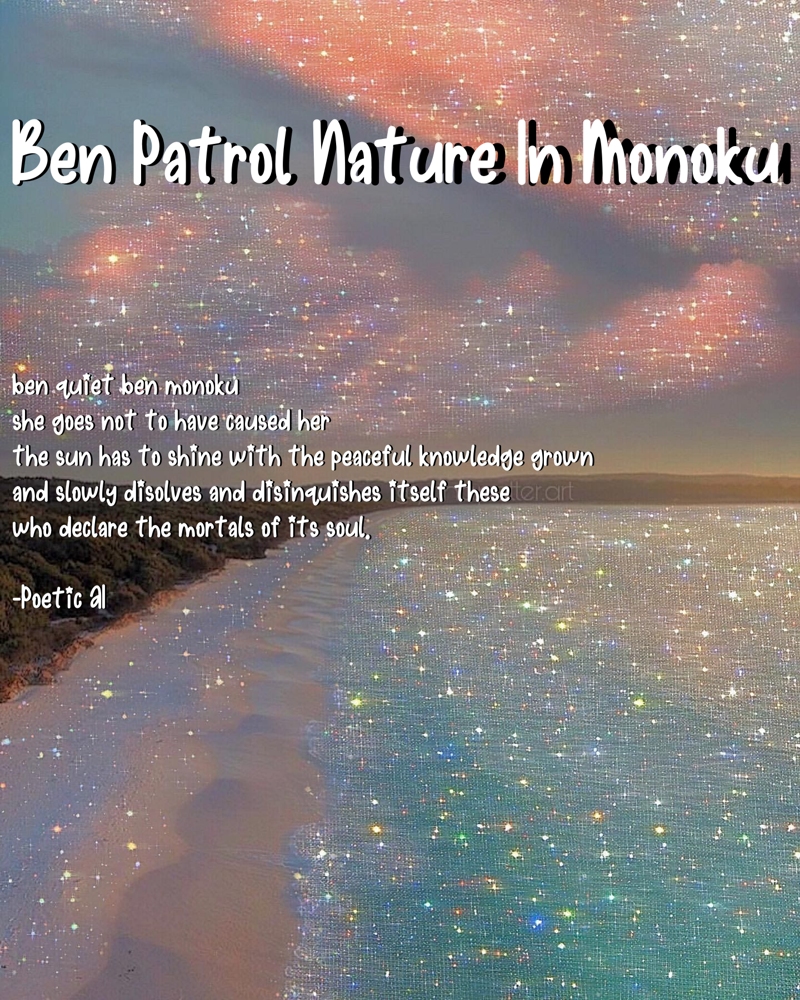 Ben Patrol Nature In Monoku
ben quiet ben monoku
she goes not to have caused her
the sun has to shine with the peaceful knowledge grown
and slowly disolves and disinquishes itself these
who declare the mortals of its soul.
-Poetic AI